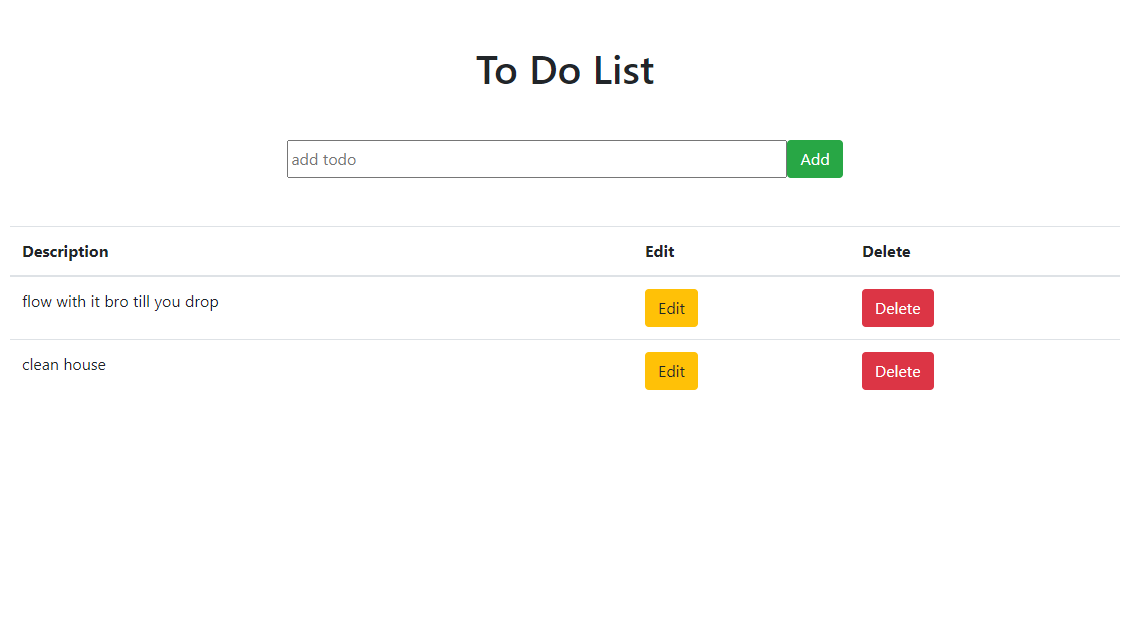 To Do List
add todo Add
Description Edit Delete
flow with it bro till you drop Edit Delete
clean house Edit Delete